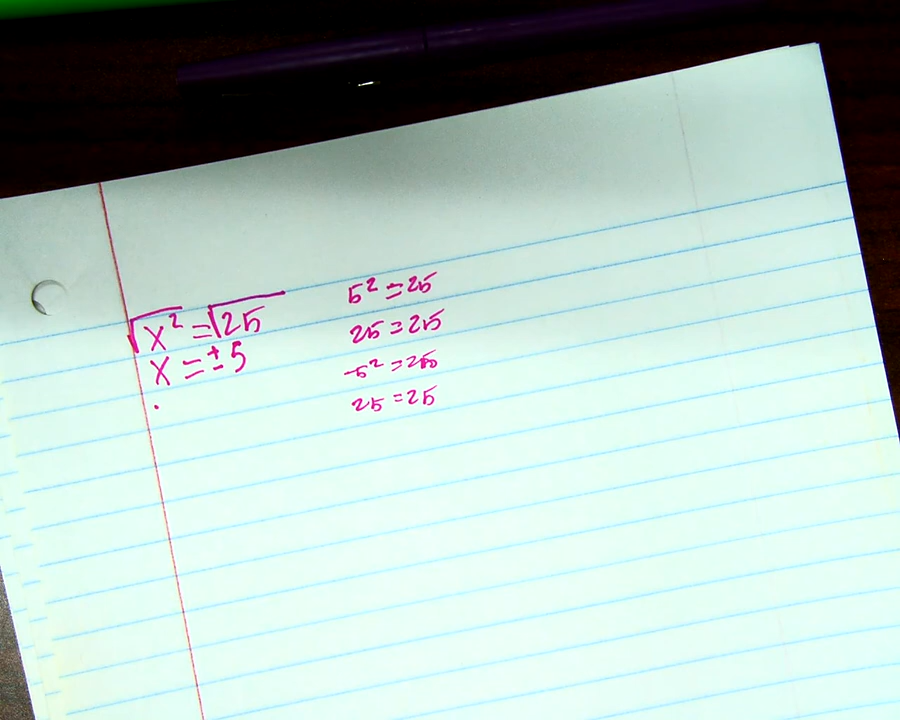 √x² = √25
x = ± 5
.
5² = 25
25 = 25
-5² = 25
25 = 25